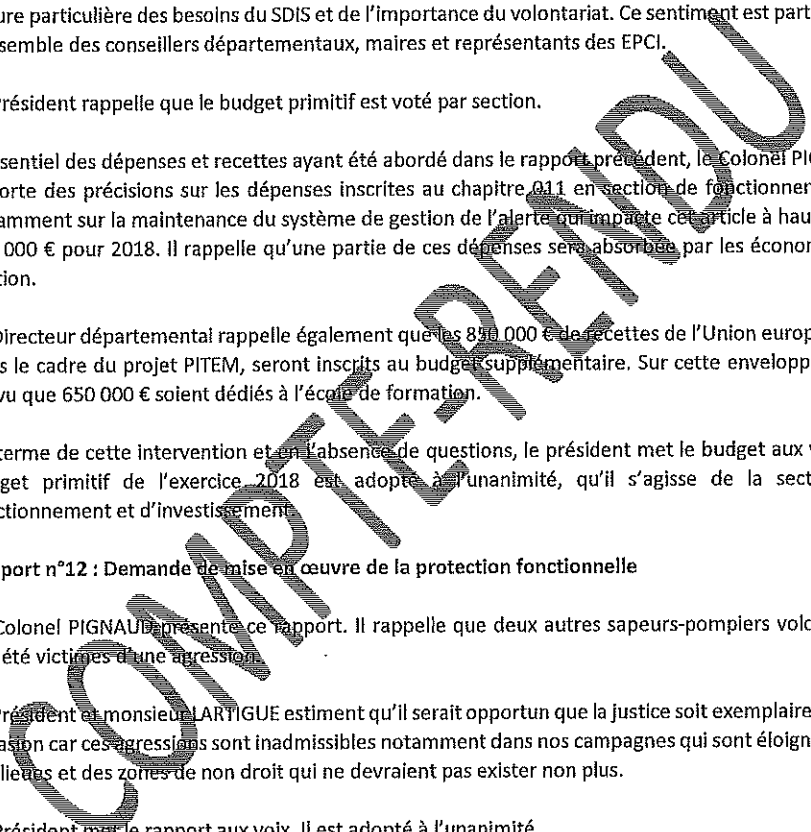 ure particulière des besoins du SDIS et de l'importance du volontariat. Ce sentiment est part
semble des conseillers départementaux, maires et représentants des EPCI.
Président rappelle que le budget primitif est voté par section.
sentiel des dépenses et recettes ayant été abordé dans le rapport précédent, le Colonel PIG
orte des précisions sur les dépenses inscrites au chapitre 011 en section de fonctionnem
amment sur la maintenance du système de gestion de l'alerte qui impacte cet article à hau
000 € pour 2018. Il rappelle qu'une partie de ces dépenses sera absorbée par les économ
tion.
Directeur départemental rappelle également que les 850 000 € de recettes de l'Union europ
s le cadre du projet PITEM, seront inscrits au budget supplémentaire. Sur cette envelopp
vu que 650 000 € soient dédiés à l'école de formation.
terme de cette intervention et en l'absence de questions, le président met le budget aux v
get primitif de l'exercice 2018 est adopté à l'unanimité, qu'il s'agisse de la sect
ctionnement et d'investissement.
port n°12 : Demande de mise en œuvre de la protection fonctionnelle
Colonel PIGNAUD présente ce rapport. Il rappelle que deux autres sapeurs-pompiers volo
été victimes d'une agression.
Président et monsieur LARTIGUE estiment qu'il serait opportun que la justice soit exemplaire
asion car ces agressions sont inadmissibles notamment dans nos campagnes qui sont éloign
lieues et des zones de non droit qui ne devraient pas exister non plus.
Président met le rapport aux voix. Il est adopté à l'unanimité
COMPTE-RENDU